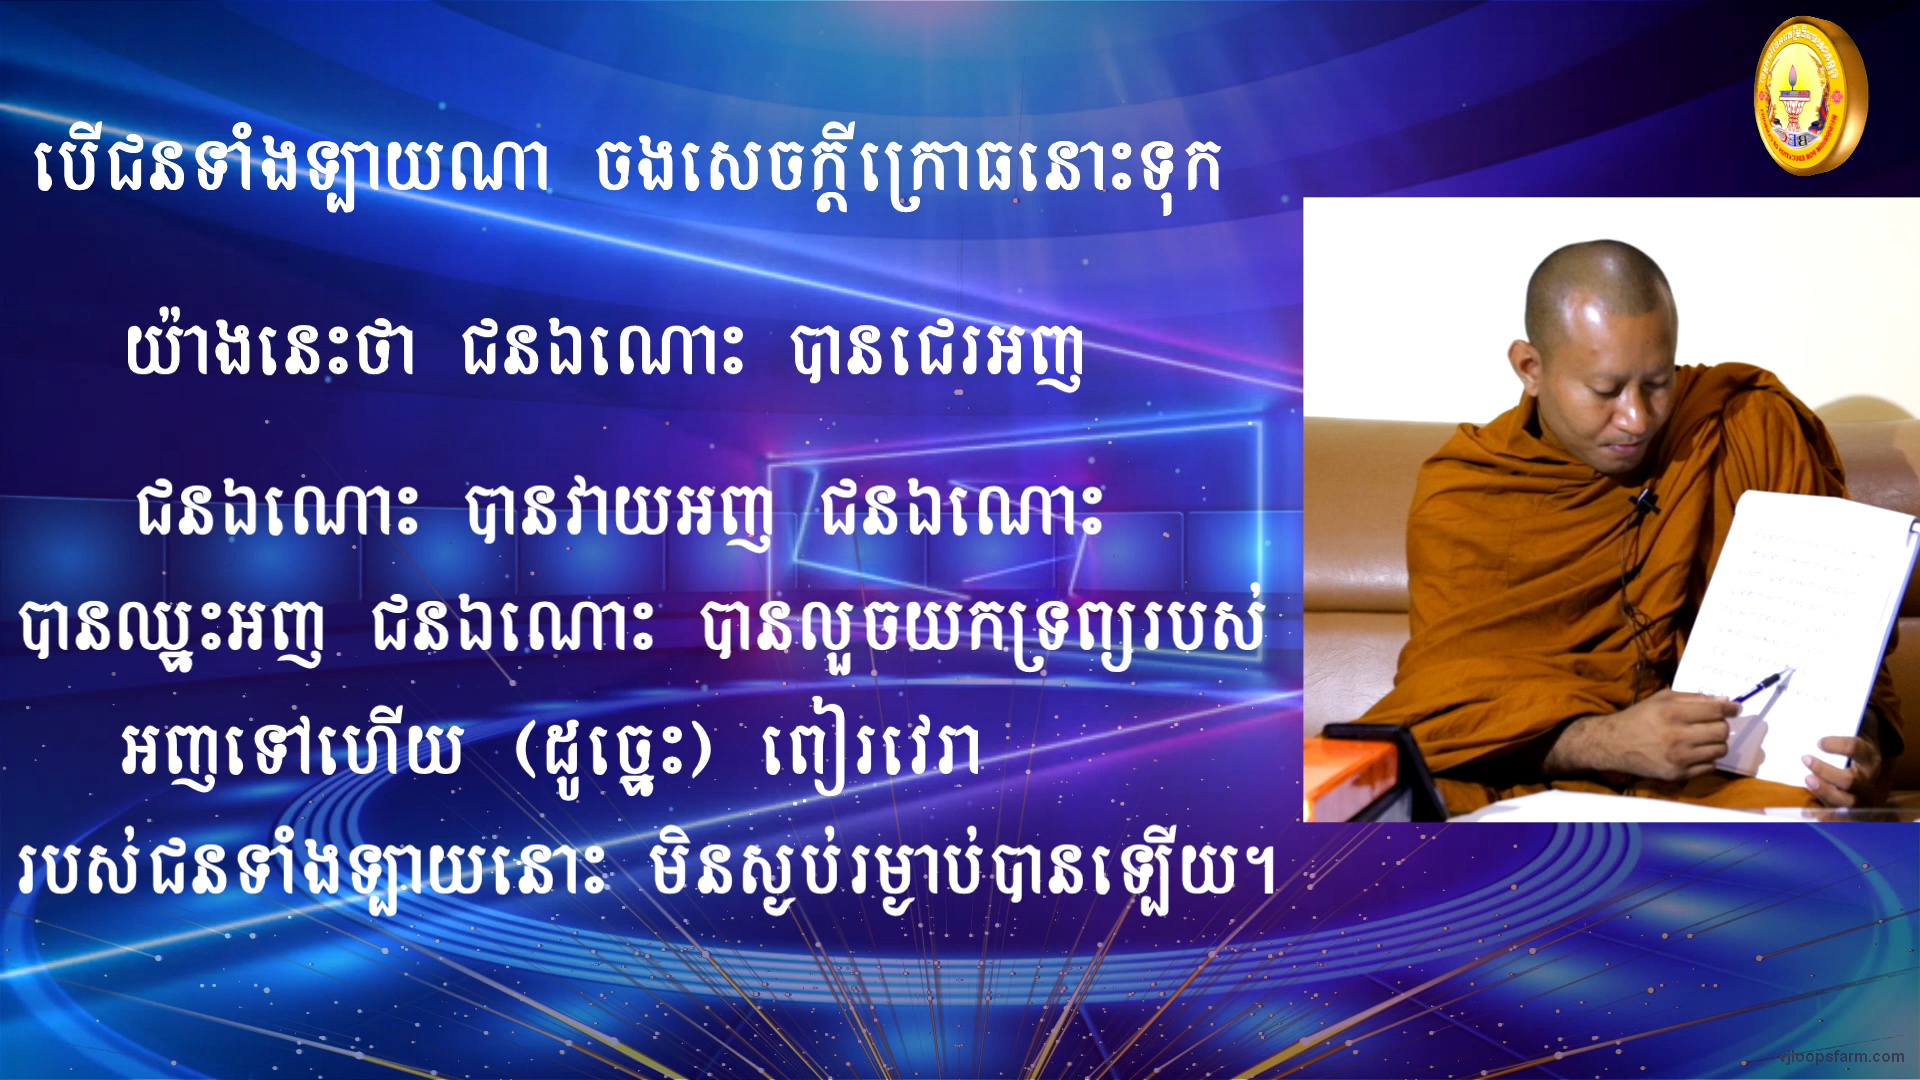 បើជនទាំងឡាយណា ចងសេចក្ដីក្រោធនោះទុក
យ៉ាងនេះថា ជនឯណោះ បានជេរអញ
ជនឯណោះ បានវាយអញ ជនឯណោះ
បានឈ្នះអញ ជនឯណោះ បានលួចយកទ្រព្យរបស់
អញទៅហើយ (ដូច្នេះ) ពៀរវេរា
របស់ជនទាំងឡាយនោះ មិនស្ងប់រម្ងាប់បានឡើយ។
vjloopsfarm.com